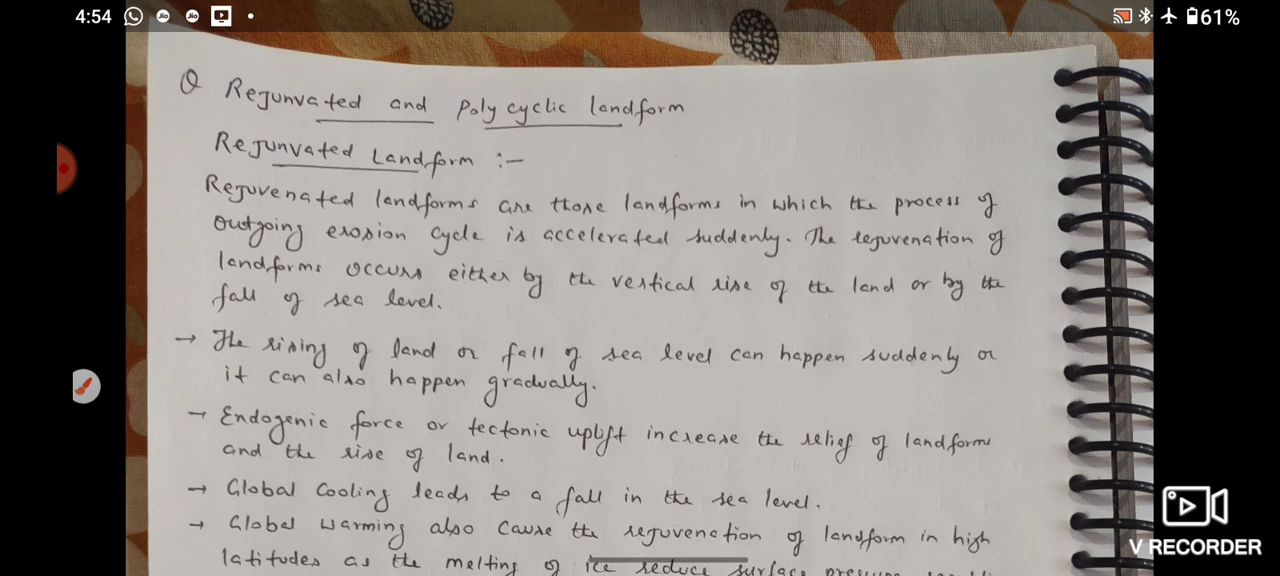 4:54
Jio
Jio
61%
Q Rejunvated and Polycyclic landform
Rejunvated Landform :-
Rejuvenated landforms are those landforms in which the process of
outgoing erosion cycle is accelerated suddenly. The rejuvenation of
landforms occurs either by the vertical rise of the land or by the
fall of sea level.
→ The rising of land or fall of sea level can happen suddenly or
it can also happen gradually.
→ Endogenic force or tectonic uplift increase the relief of landforms
and the rise of land.
→ Global Cooling leads to a fall in the sea level.
→ Global warming also cause the rejuvenation of landform in high
latitudes as the melting of ice reduce surface
V RECORDER